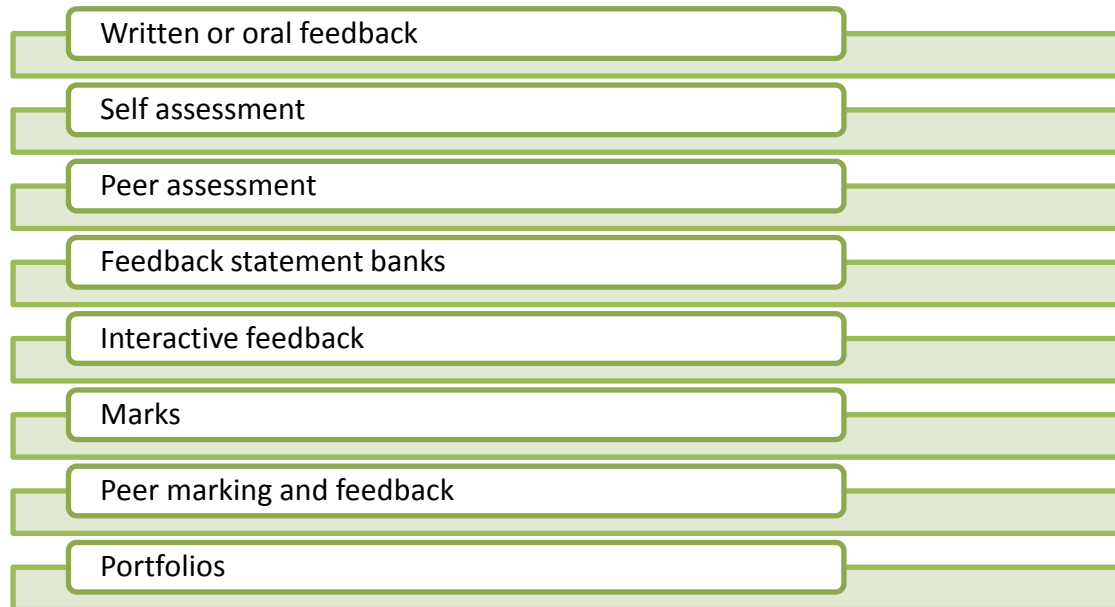 Written or oral feedback
Self assessment
Peer assessment
Feedback statement banks
Interactive feedback
Marks
Peer marking and feedback
Portfolios